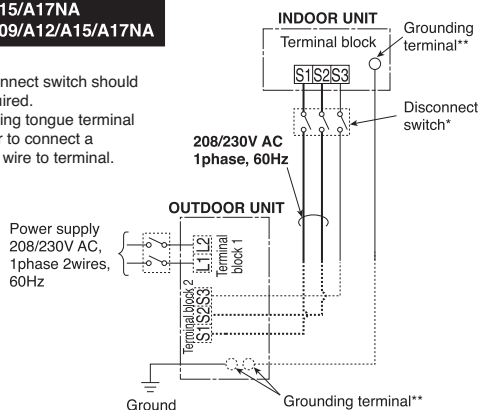 15/A17NA
09/A12/A15/A17NA
nnect switch should
uired.
ing tongue terminal
r to connect a
wire to terminal.
INDOOR UNIT
Terminal block
Grounding
terminal**
S1 S2 S3
Disconnect
switch*
208/230V AC
1phase, 60Hz
OUTDOOR UNIT
Power supply
208/230V AC,
1phase 2wires,
60Hz
L1 L2
Terminal
block 1
Terminal block 2
S1 S2 S3
Ground
Grounding terminal**